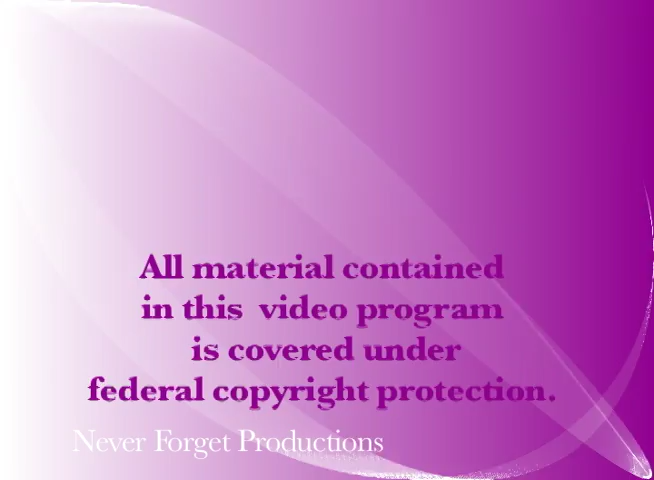 All material contained
in this video program
is covered under
federal copyright protection.
Never Forget Productions